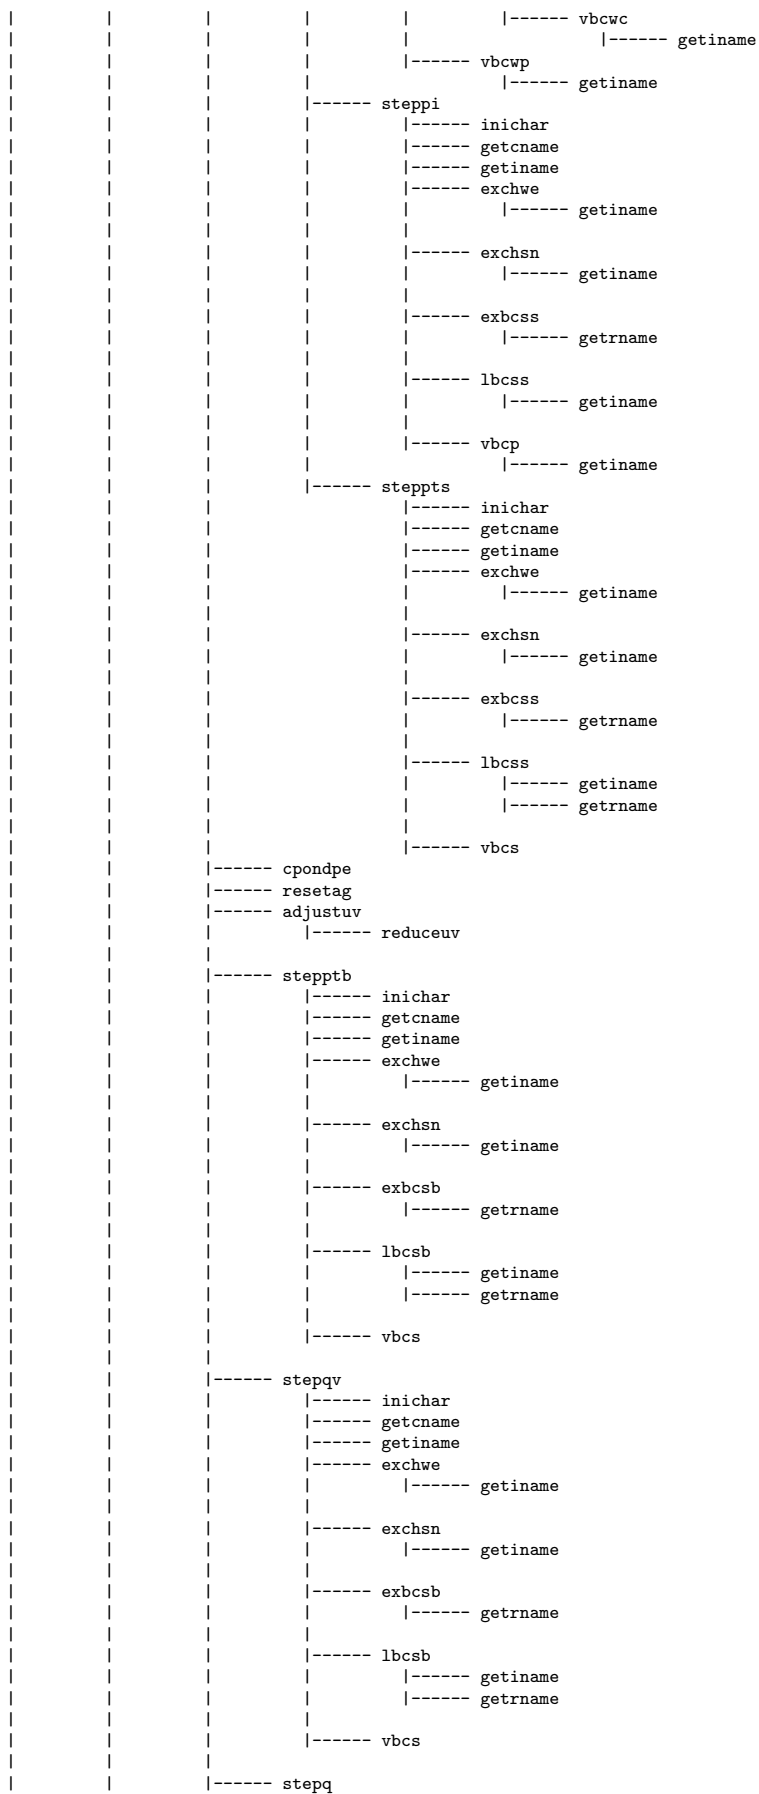 |         |         |         |         |         |------ vbcwc
|         |         |         |         |                   |------ getiname
|         |         |         |         |------ vbcwp
|         |         |         |                   |------ getiname
|         |         |         |------ steppi
|         |         |         |         |------ inichar
|         |         |         |         |------ getcname
|         |         |         |         |------ getiname
|         |         |         |         |------ exchwe
|         |         |         |         |         |------ getiname
|         |         |         |         |
|         |         |         |         |------ exchsn
|         |         |         |         |         |------ getiname
|         |         |         |         |
|         |         |         |         |------ exbcss
|         |         |         |         |         |------ getrname
|         |         |         |         |
|         |         |         |         |------ lbcss
|         |         |         |         |         |------ getiname
|         |         |         |         |
|         |         |         |         |------ vbcp
|         |         |         |                   |------ getiname
|         |         |         |------ steppts
|         |         |                   |------ inichar
|         |         |                   |------ getcname
|         |         |                   |------ getiname
|         |         |                   |------ exchwe
|         |         |                   |         |------ getiname
|         |         |                   |
|         |         |                   |------ exchsn
|         |         |                   |         |------ getiname
|         |         |                   |
|         |         |                   |------ exbcss
|         |         |                   |         |------ getrname
|         |         |                   |
|         |         |                   |------ lbcss
|         |         |                   |         |------ getiname
|         |         |                   |         |------ getrname
|         |         |                   |
|         |         |                   |------ vbcs
|         |         |------ cpondpe
|         |         |------ resetag
|         |         |------ adjustuv
|         |         |         |------ reduceuv
|         |         |
|         |         |------ stepptb
|         |         |         |------ inichar
|         |         |         |------ getcname
|         |         |         |------ getiname
|         |         |         |------ exchwe
|         |         |         |         |------ getiname
|         |         |         |
|         |         |         |------ exchsn
|         |         |         |         |------ getiname
|         |         |         |
|         |         |         |------ exbcsb
|         |         |         |         |------ getrname
|         |         |         |
|         |         |         |------ lbcsb
|         |         |         |         |------ getiname
|         |         |         |         |------ getrname
|         |         |         |
|         |         |         |------ vbcs
|         |         |
|         |         |------ stepqv
|         |         |         |------ inichar
|         |         |         |------ getcname
|         |         |         |------ getiname
|         |         |         |------ exchwe
|         |         |         |         |------ getiname
|         |         |         |
|         |         |         |------ exchsn
|         |         |         |         |------ getiname
|         |         |         |
|         |         |         |------ exbcsb
|         |         |         |         |------ getrname
|         |         |         |
|         |         |         |------ lbcsb
|         |         |         |         |------ getiname
|         |         |         |         |------ getrname
|         |         |         |
|         |         |         |------ vbcs
|         |         |
|         |         |------ stepq